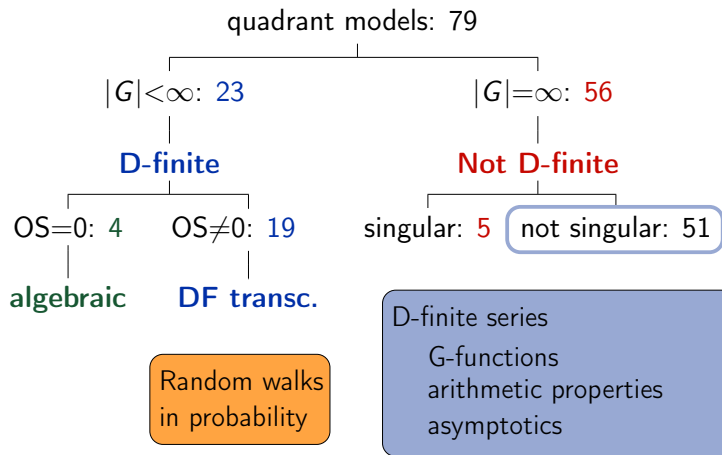 quadrant models: 79
|G|<∞: 23
|G|=∞: 56
D-finite
Not D-finite
OS=0: 4
OS≠0: 19
singular: 5
not singular: 51
algebraic
DF transc.
D-finite series
G-functions
arithmetic properties
asymptotics
Random walks
in probability